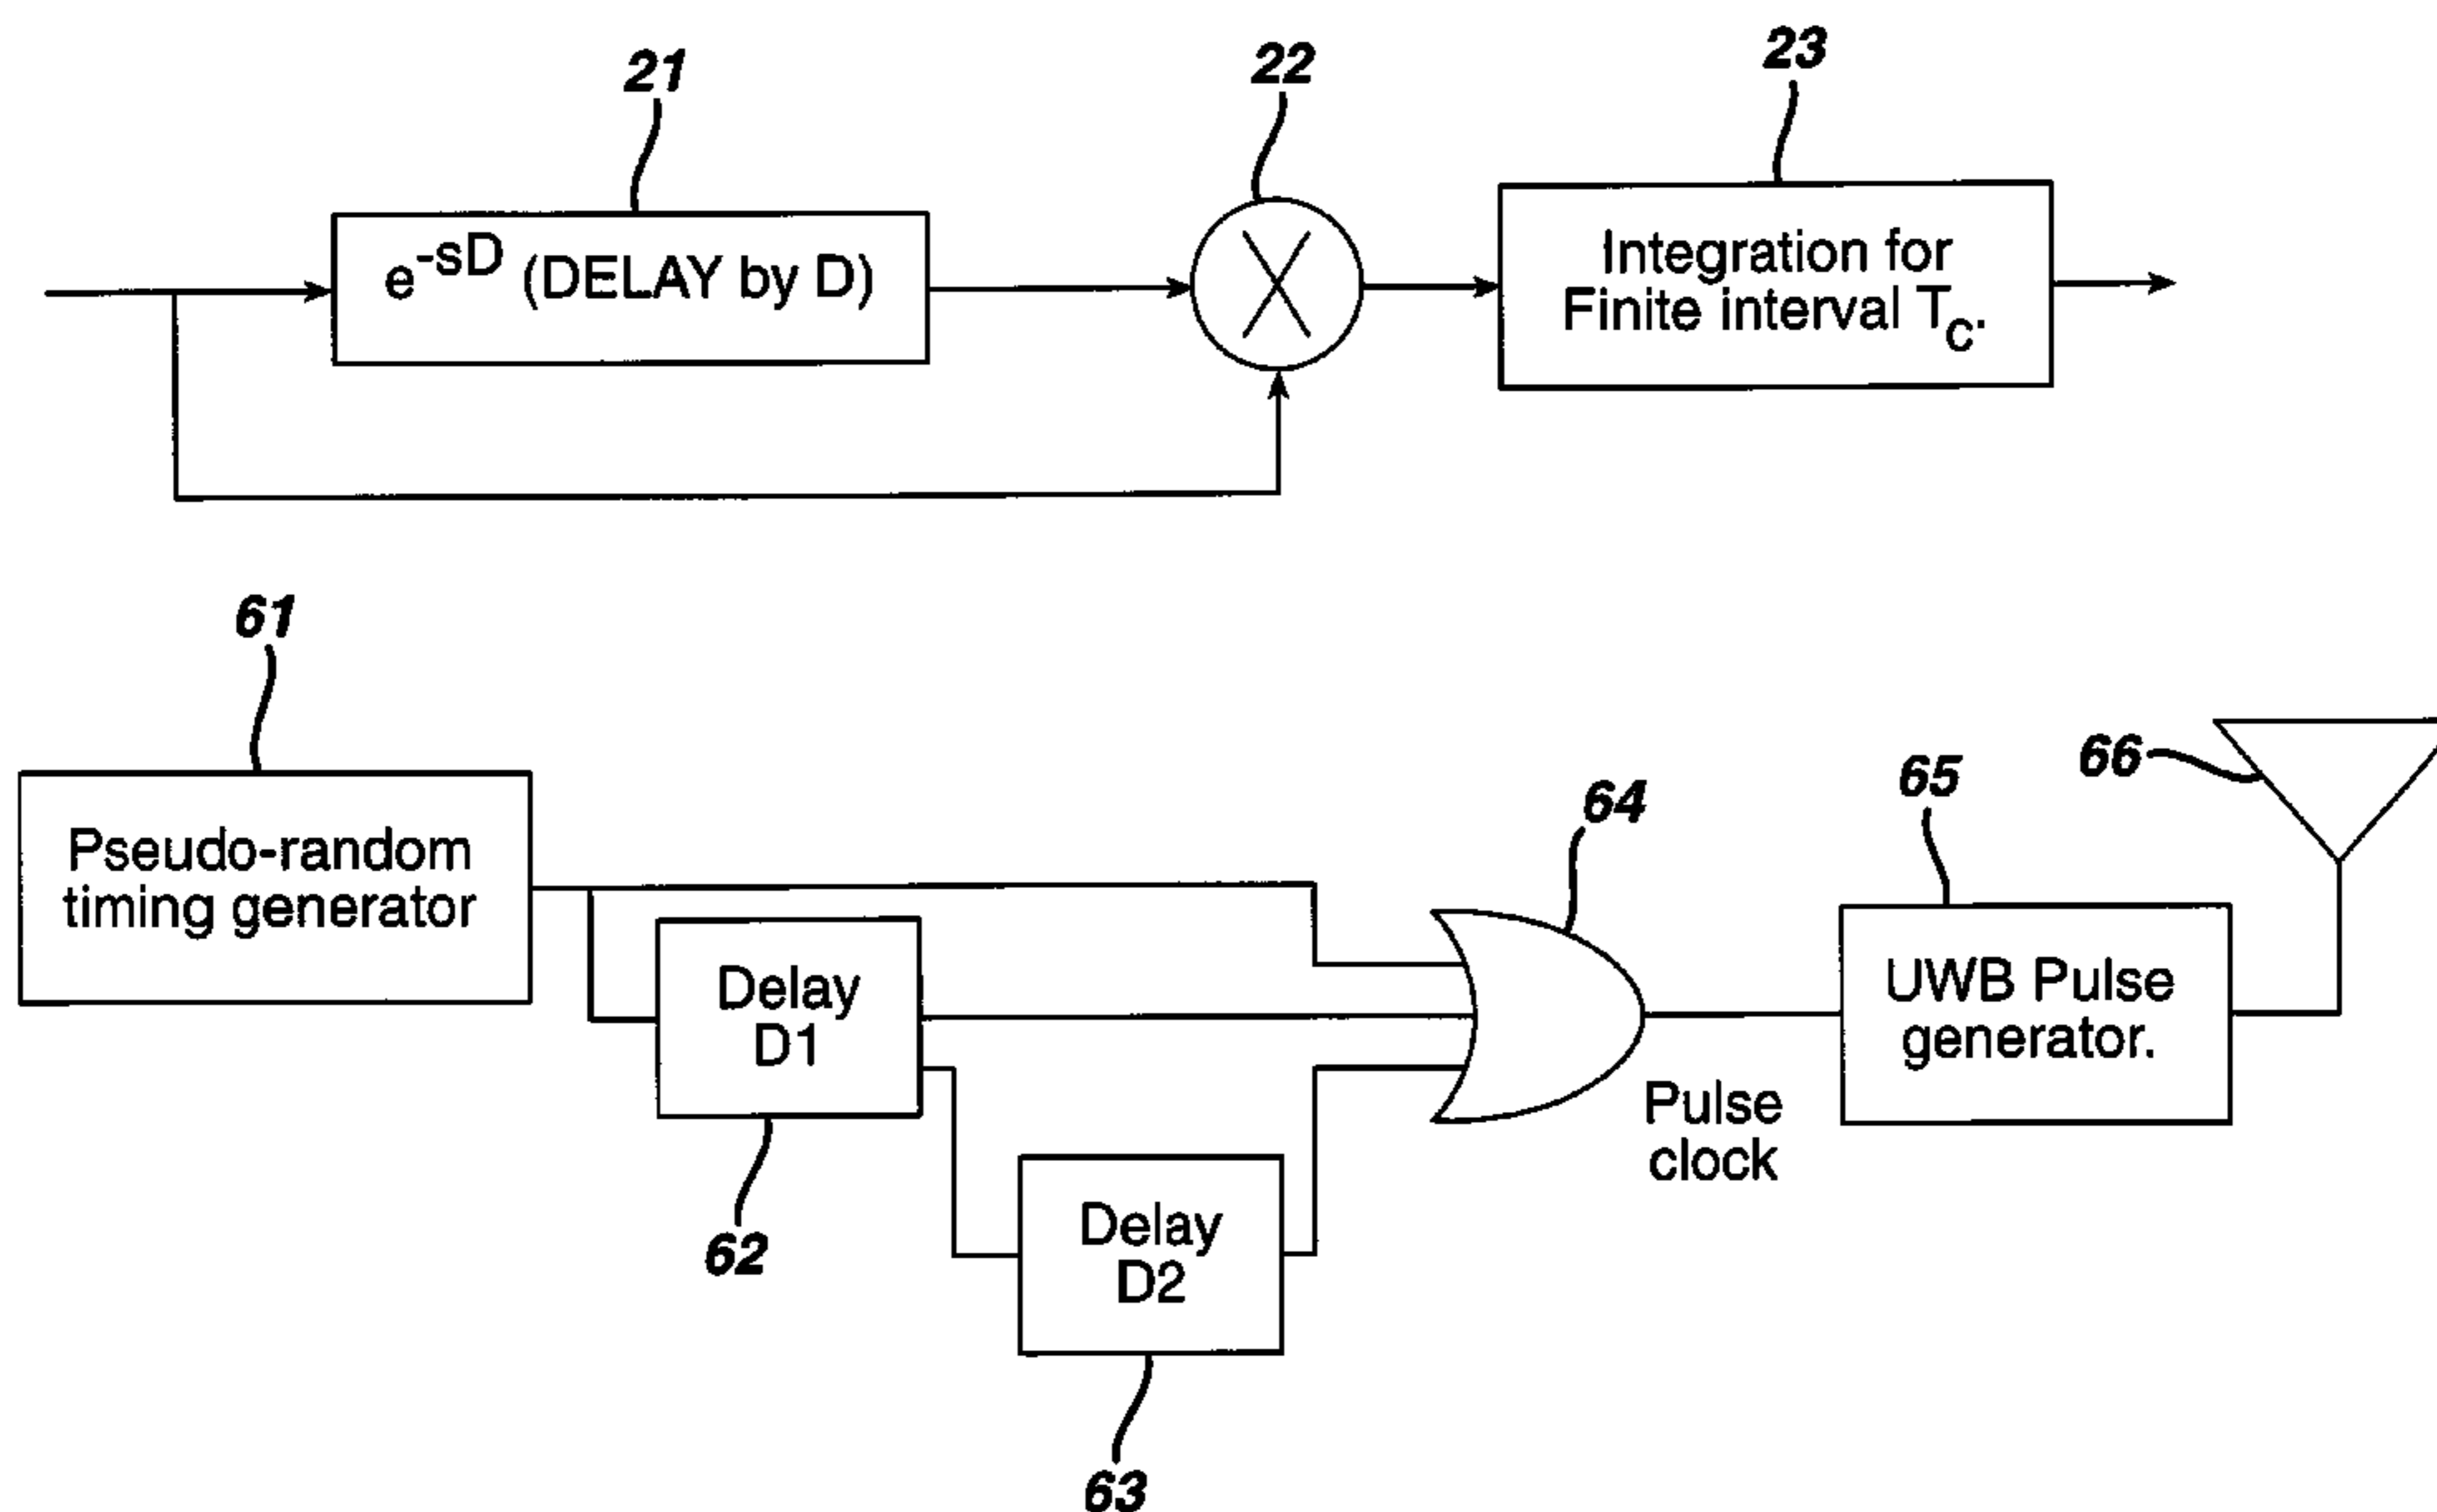 21
22
23
e^-sD (DELAY by D)
Integration for
Finite interval T_C.
61
Pseudo-random
timing generator
62
Delay
D1
63
Delay
D2
64
Pulse
clock
65
UWB Pulse
generator.
66